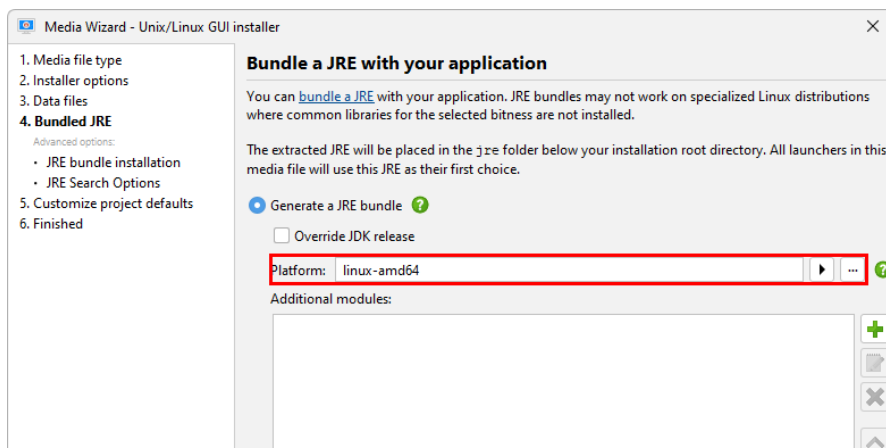 Media Wizard - Unix/Linux GUI installer
1. Media file type
2. Installer options
3. Data files
4. Bundled JRE
Advanced options:
JRE bundle installation
JRE Search Options
5. Customize project defaults
6. Finished
Bundle a JRE with your application
You can bundle a JRE with your application. JRE bundles may not work on specialized Linux distributions
where common libraries for the selected bitness are not installed.
The extracted JRE will be placed in the jre folder below your installation root directory. All launchers in this
media file will use this JRE as their first choice.
Generate a JRE bundle
Override JDK release
Platform: linux-amd64
Additional modules: